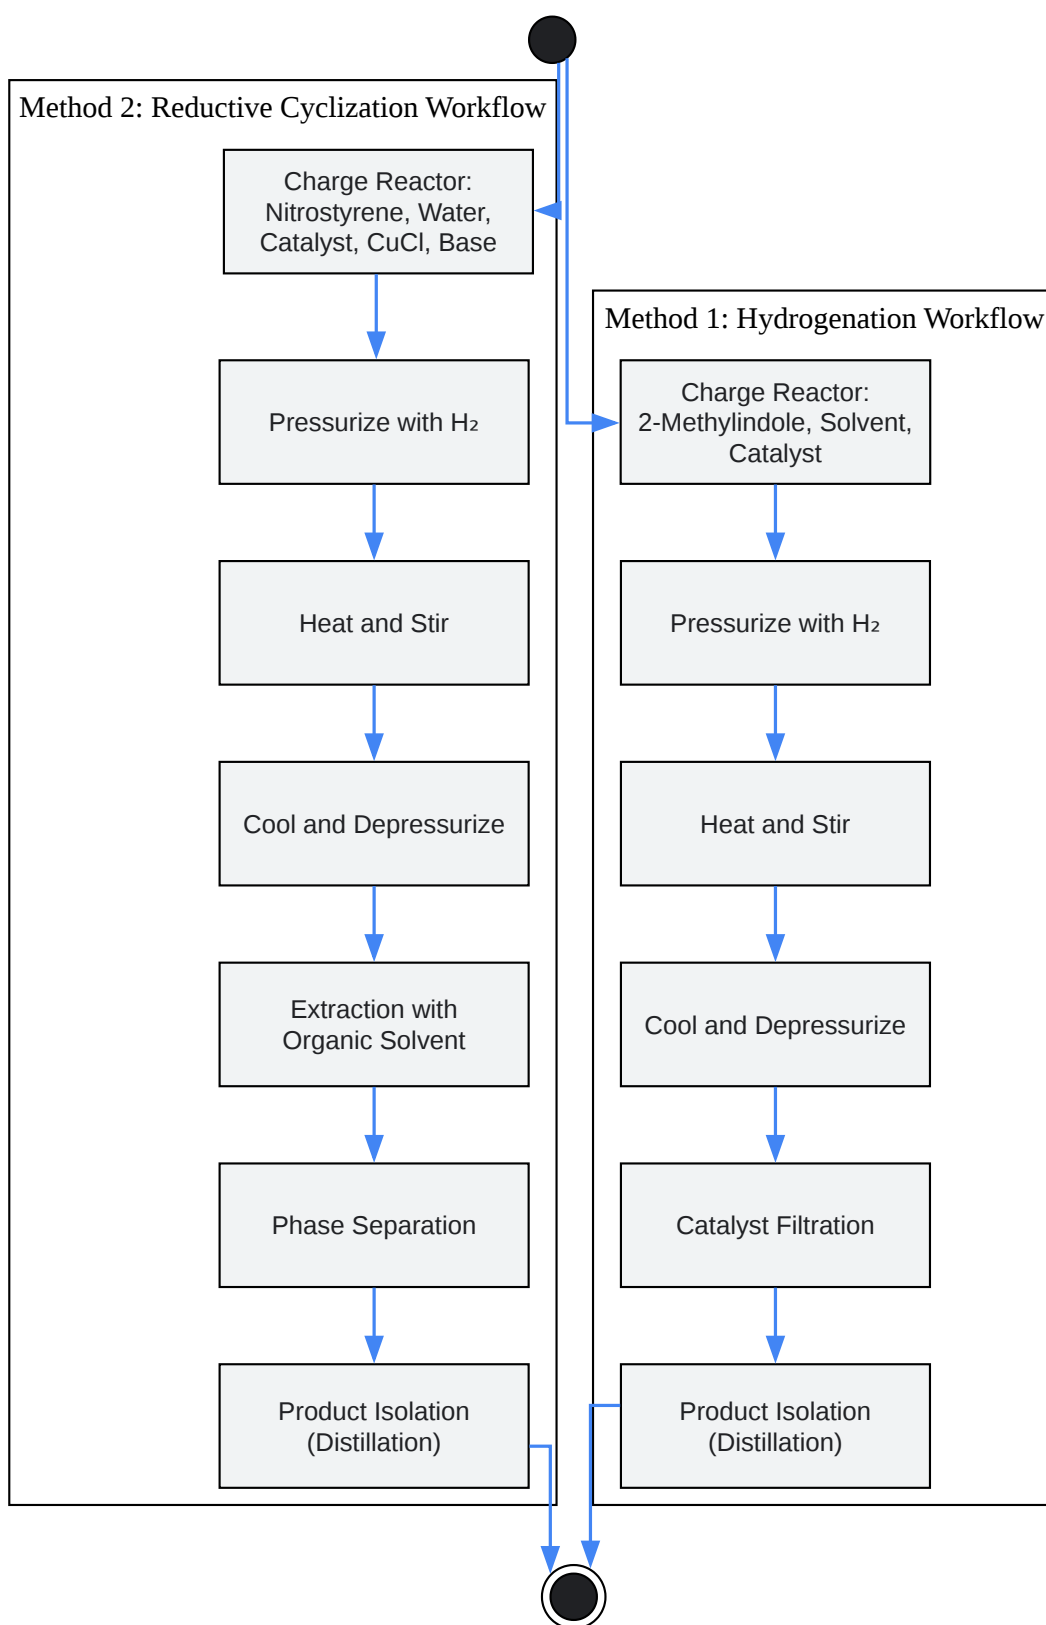 Method 2: Reductive Cyclization Workflow
Charge Reactor:
Nitrostyrene, Water,
Catalyst, CuCl, Base
Pressurize with H₂
Heat and Stir
Cool and Depressurize
Extraction with
Organic Solvent
Phase Separation
Product Isolation
(Distillation)
Method 1: Hydrogenation Workflow
Charge Reactor:
2-Methylindole, Solvent,
Catalyst
Pressurize with H₂
Heat and Stir
Cool and Depressurize
Catalyst Filtration
Product Isolation
(Distillation)